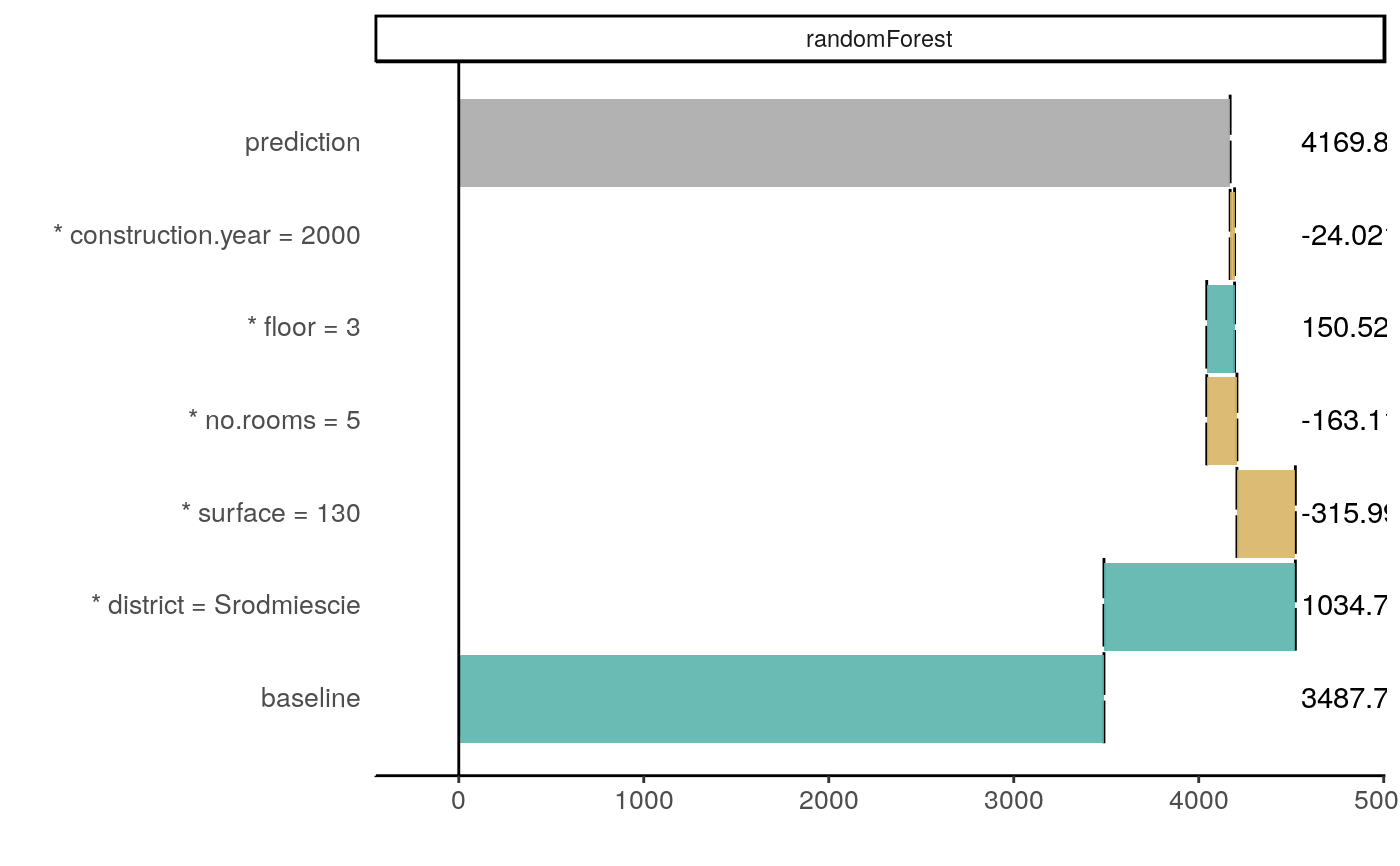 randomForest
prediction
4169.8
* construction.year = 2000
-24.02
* floor = 3
150.52
* no.rooms = 5
-163.1
* surface = 130
-315.9
* district = Srodmiescie
1034.7
baseline
3487.7
0 1000 2000 3000 4000 500